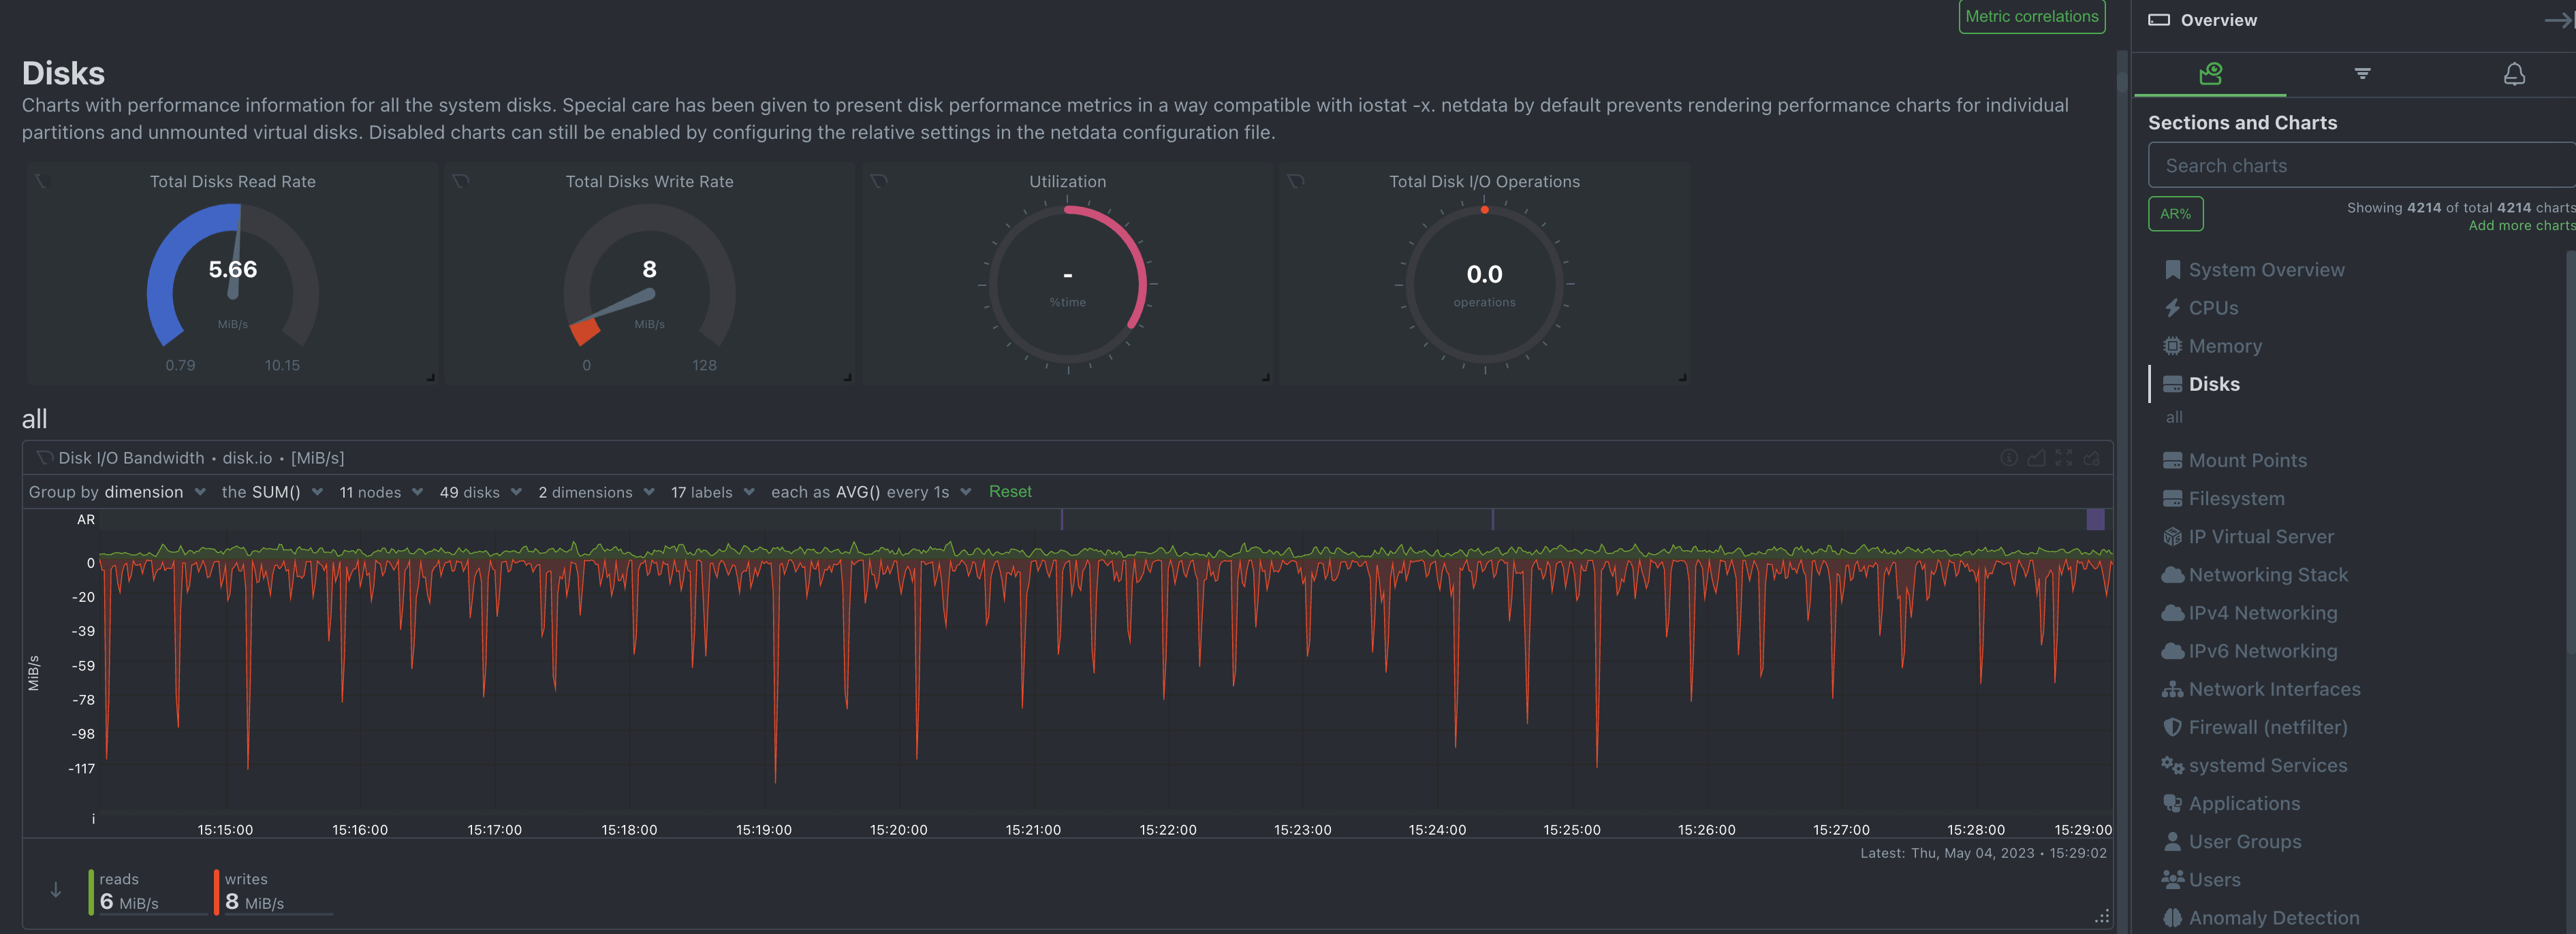 Metric correlations
Disks
Charts with performance information for all the system disks. Special care has been given to present disk performance metrics in a way compatible with iostat -x. netdata by default prevents rendering performance charts for individual
partitions and unmounted virtual disks. Disabled charts can still be enabled by configuring the relative settings in the netdata configuration file.
Total Disks Read Rate
5.66
MiB/s
0.79 10.15
Total Disks Write Rate
8
MiB/s
0 128
Utilization
-
%time
Total Disk I/O Operations
0.0
operations
all
Disk I/O Bandwidth • disk.io • [MiB/s]
Group by dimension the SUM() 11 nodes 49 disks 2 dimensions 17 labels each as AVG() every 1s Reset
AR
0
-20
-39
-59
-78
-98
-117
i
MiB/s
15:15:00 15:16:00 15:17:00 15:18:00 15:19:00 15:20:00 15:21:00 15:22:00 15:23:00 15:24:00 15:25:00 15:26:00 15:27:00 15:28:00 15:29:00
Latest: Thu, May 04, 2023 • 15:29:02
reads
6 MiB/s
writes
8 MiB/s
Overview
Sections and Charts
Search charts
AR%
Showing 4214 of total 4214 charts
Add more charts
System Overview
CPUs
Memory
Disks
all
Mount Points
Filesystem
IP Virtual Server
Networking Stack
IPv4 Networking
IPv6 Networking
Network Interfaces
Firewall (netfilter)
systemd Services
Applications
User Groups
Users
Anomaly Detection